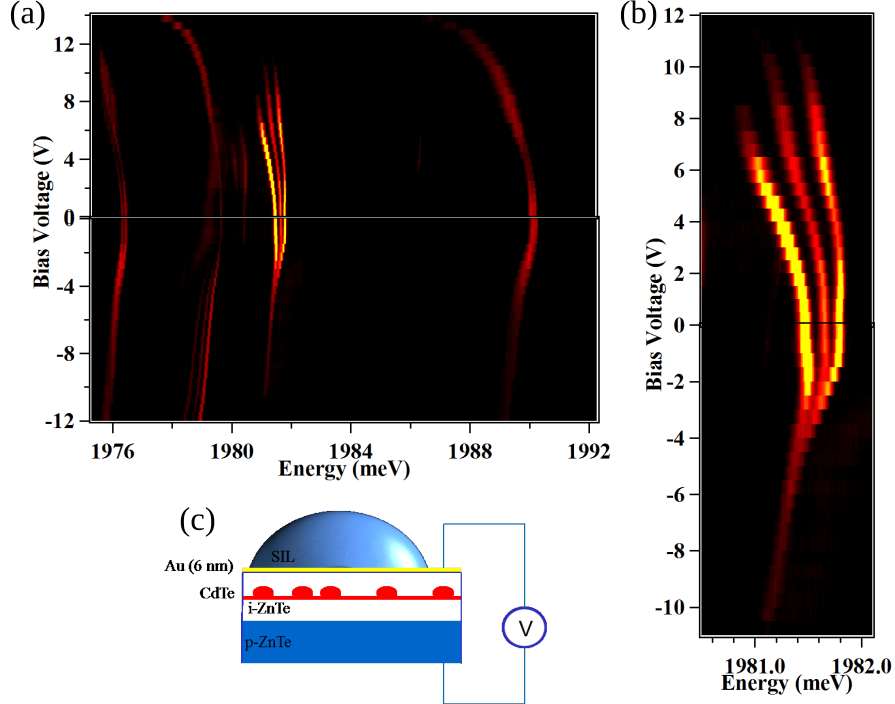 (a)
Bias Voltage (V)
12
8
4
0
-4
-8
-12
1976
1980
1984
1988
1992
Energy (meV)
(b)
Bias Voltage (V)
12
10
8
6
4
2
0
-2
-4
-6
-8
-10
1981.0
1982.0
Energy (meV)
(c)
SIL
Au (6 nm)
CdTe
i-ZnTe
p-ZnTe
V